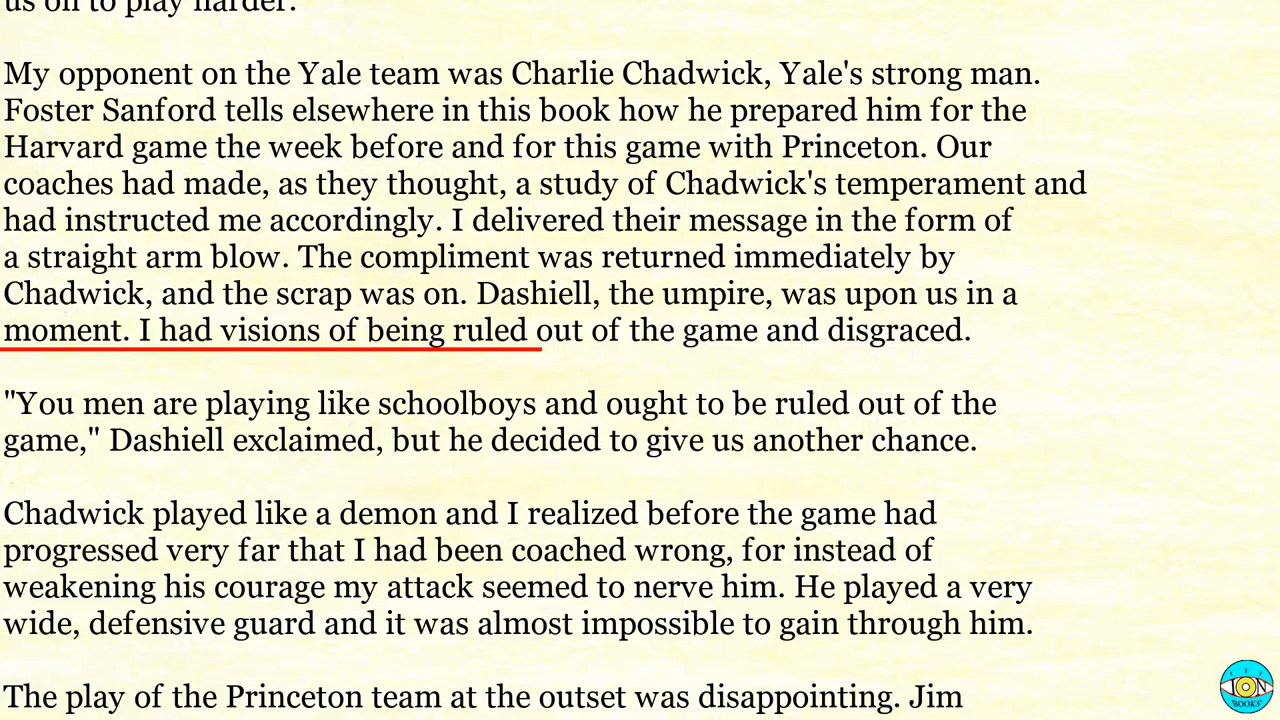 us on to play harder.
My opponent on the Yale team was Charlie Chadwick, Yale's strong man.
Foster Sanford tells elsewhere in this book how he prepared him for the
Harvard game the week before and for this game with Princeton. Our
coaches had made, as they thought, a study of Chadwick's temperament and
had instructed me accordingly. I delivered their message in the form of
a straight arm blow. The compliment was returned immediately by
Chadwick, and the scrap was on. Dashiell, the umpire, was upon us in a
moment. I had visions of being ruled out of the game and disgraced.
"You men are playing like schoolboys and ought to be ruled out of the
game," Dashiell exclaimed, but he decided to give us another chance.
Chadwick played like a demon and I realized before the game had
progressed very far that I had been coached wrong, for instead of
weakening his courage my attack seemed to nerve him. He played a very
wide, defensive guard and it was almost impossible to gain through him.
The play of the Princeton team at the outset was disappointing. Jim
ION
BOOKS